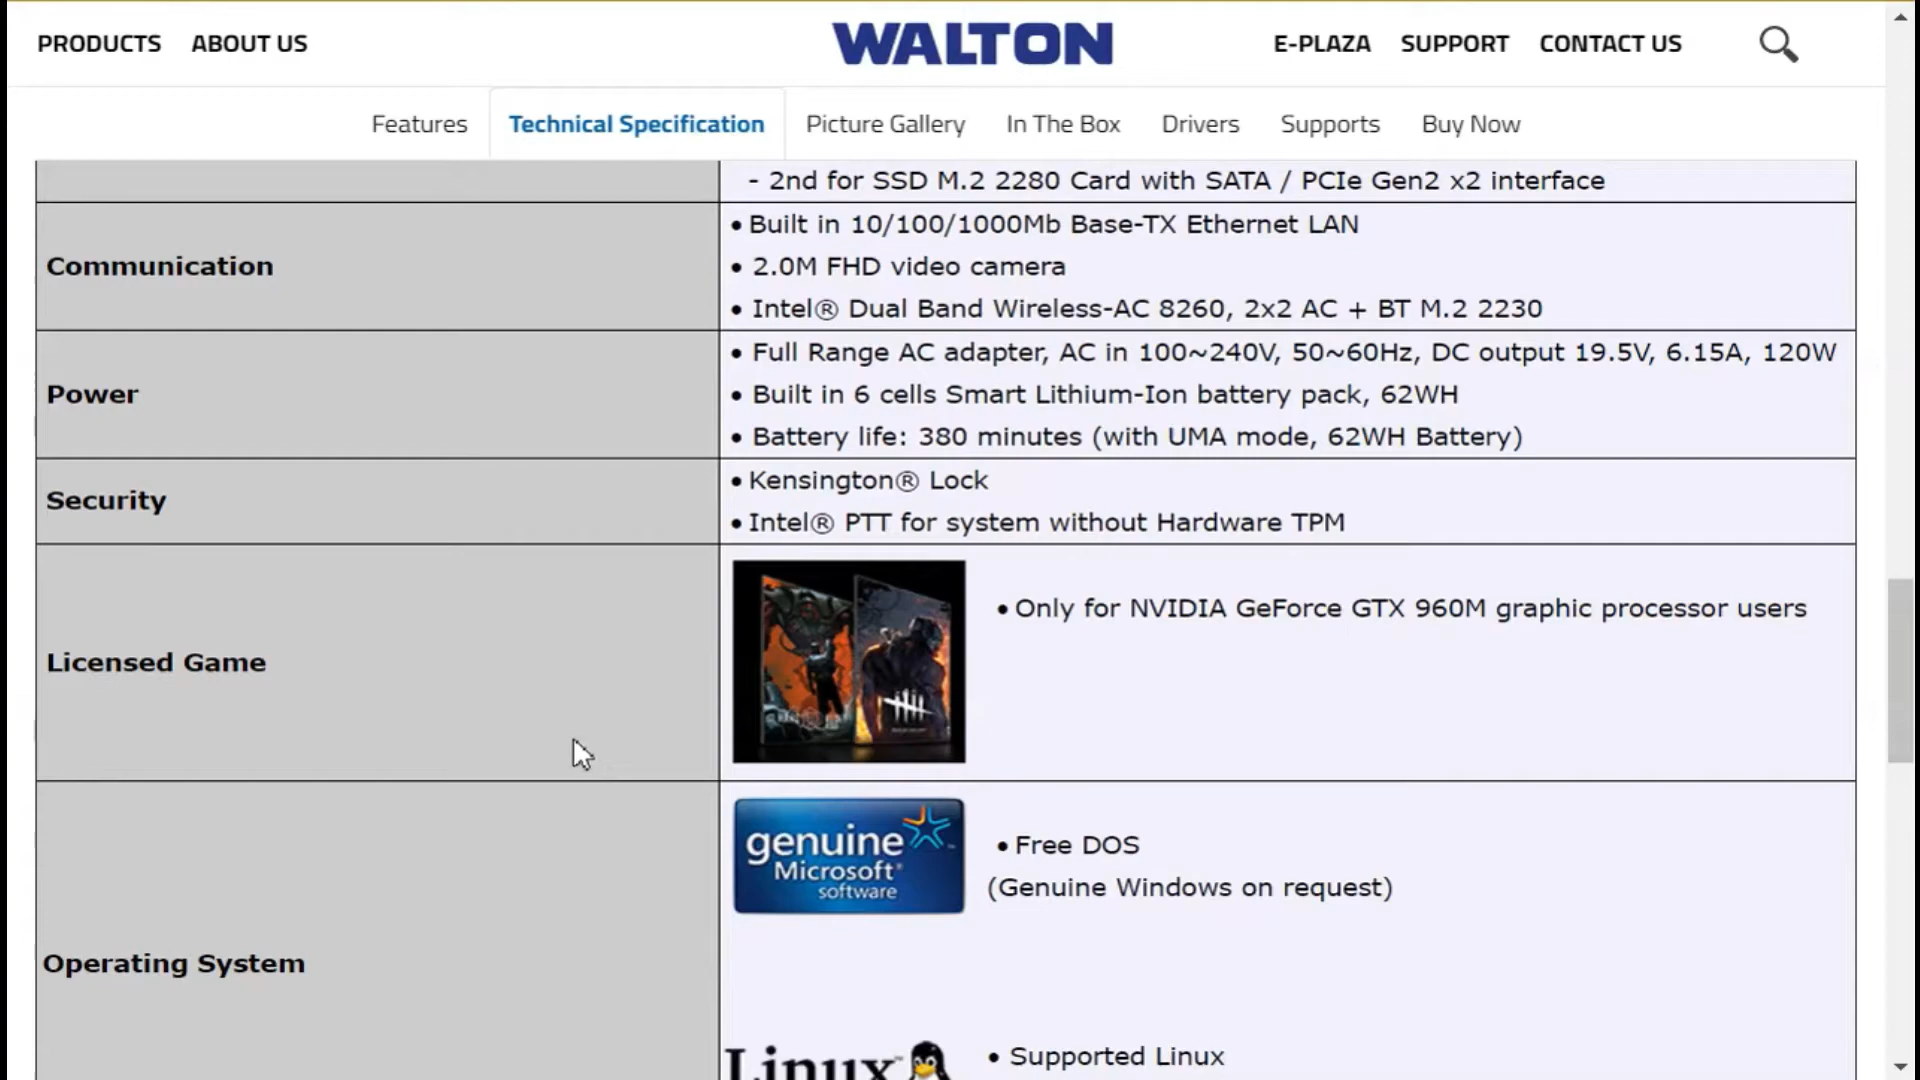 PRODUCTS ABOUT US WALTON E-PLAZA SUPPORT CONTACT US
Features Technical Specification Picture Gallery In The Box Drivers Supports Buy Now
- 2nd for SSD M.2 2280 Card with SATA / PCIe Gen2 x2 interface
Communication
• Built in 10/100/1000Mb Base-TX Ethernet LAN
• 2.0M FHD video camera
• Intel® Dual Band Wireless-AC 8260, 2x2 AC + BT M.2 2230
Power
• Full Range AC adapter, AC in 100~240V, 50~60Hz, DC output 19.5V, 6.15A, 120W
• Built in 6 cells Smart Lithium-Ion battery pack, 62WH
• Battery life: 380 minutes (with UMA mode, 62WH Battery)
Security
• Kensington® Lock
• Intel® PTT for system without Hardware TPM
Licensed Game
• Only for NVIDIA GeForce GTX 960M graphic processor users
Operating System
genuine™
Microsoft®
software
• Free DOS
(Genuine Windows on request)
Linux™
• Supported Linux